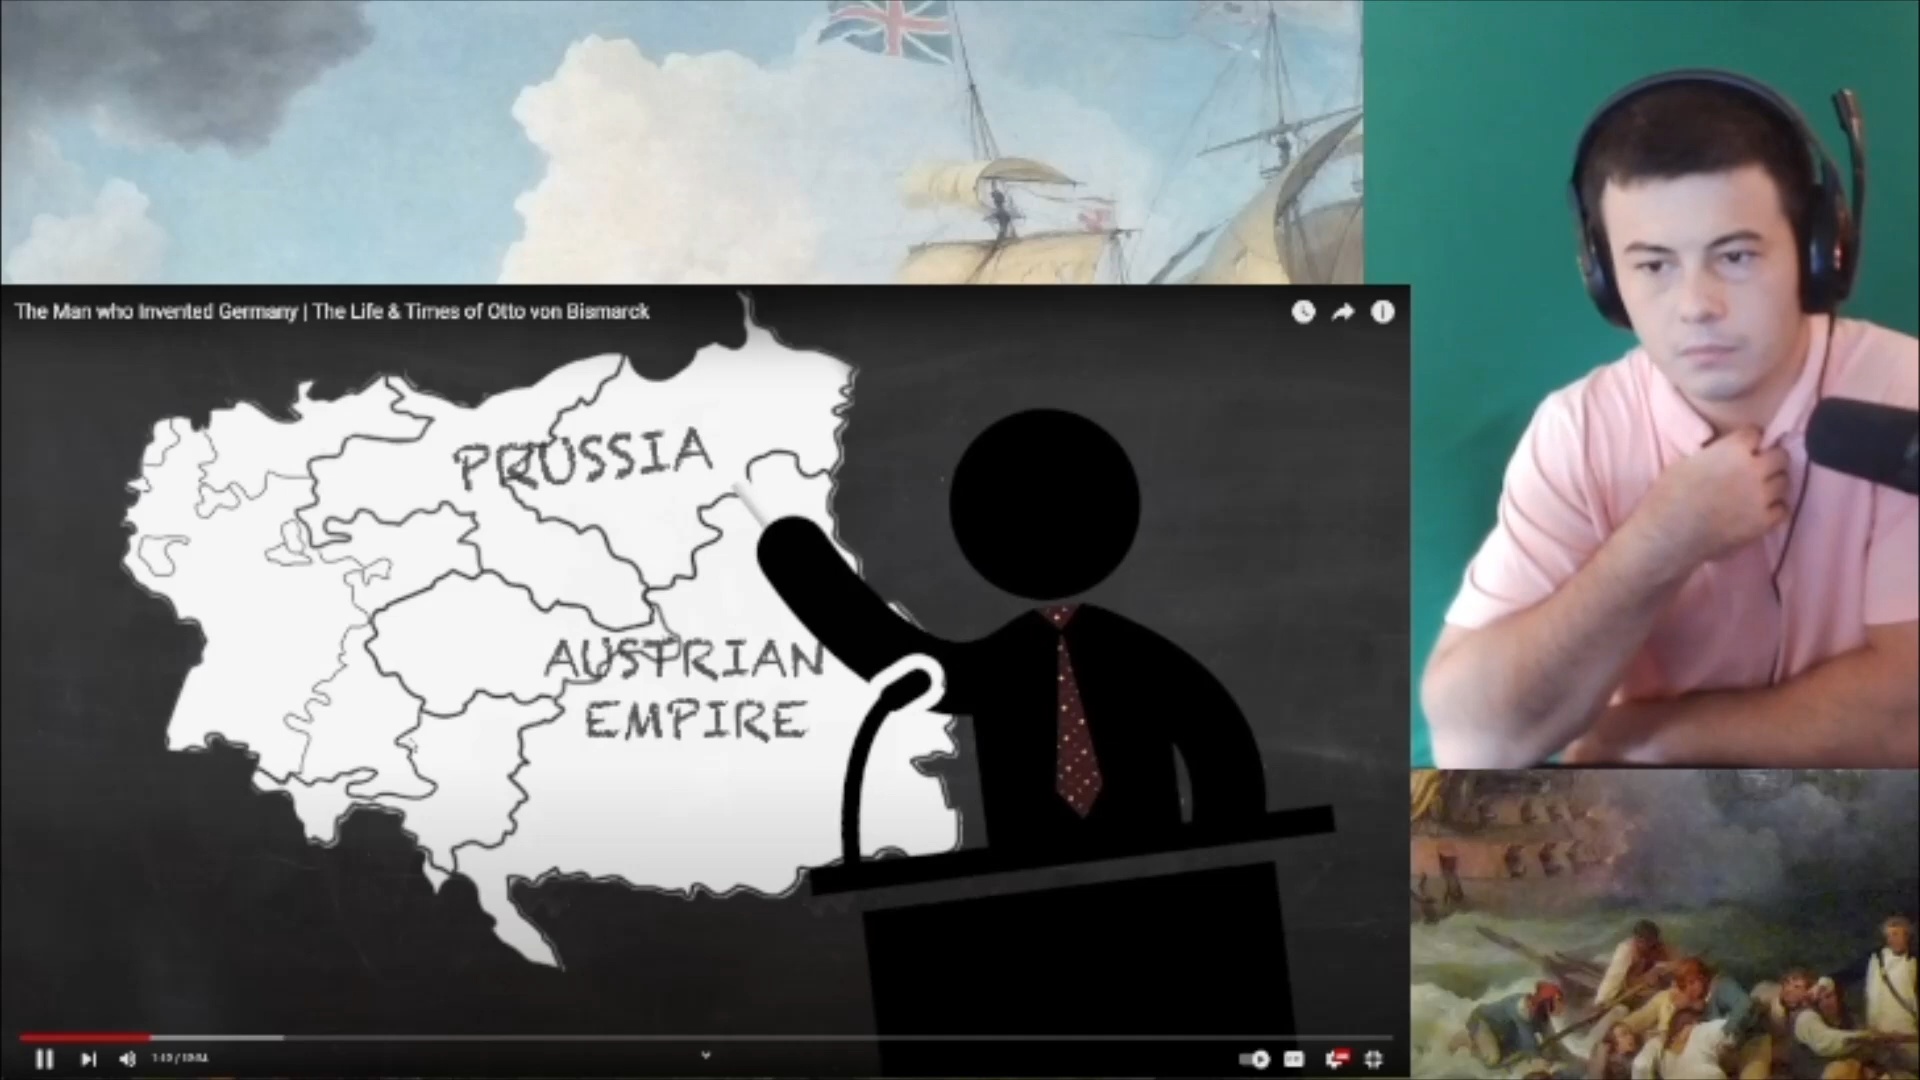 The Man who Invented Germany | The Life & Times of Otto von Bismarck
PRUSSIA
AUSTRIAN
EMPIRE